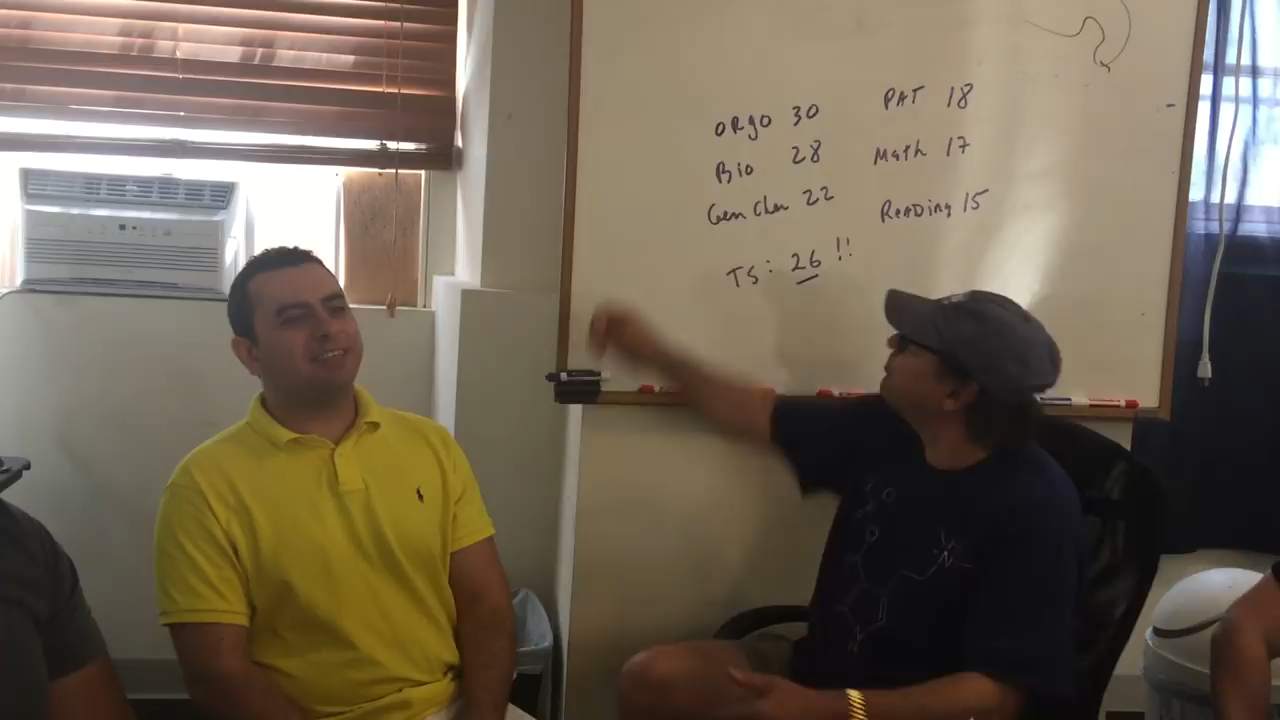 ORgO 30
Bio 28
Gen Chem 22
TS: 26 !!
PAT 18
Math 17
ReADing 15